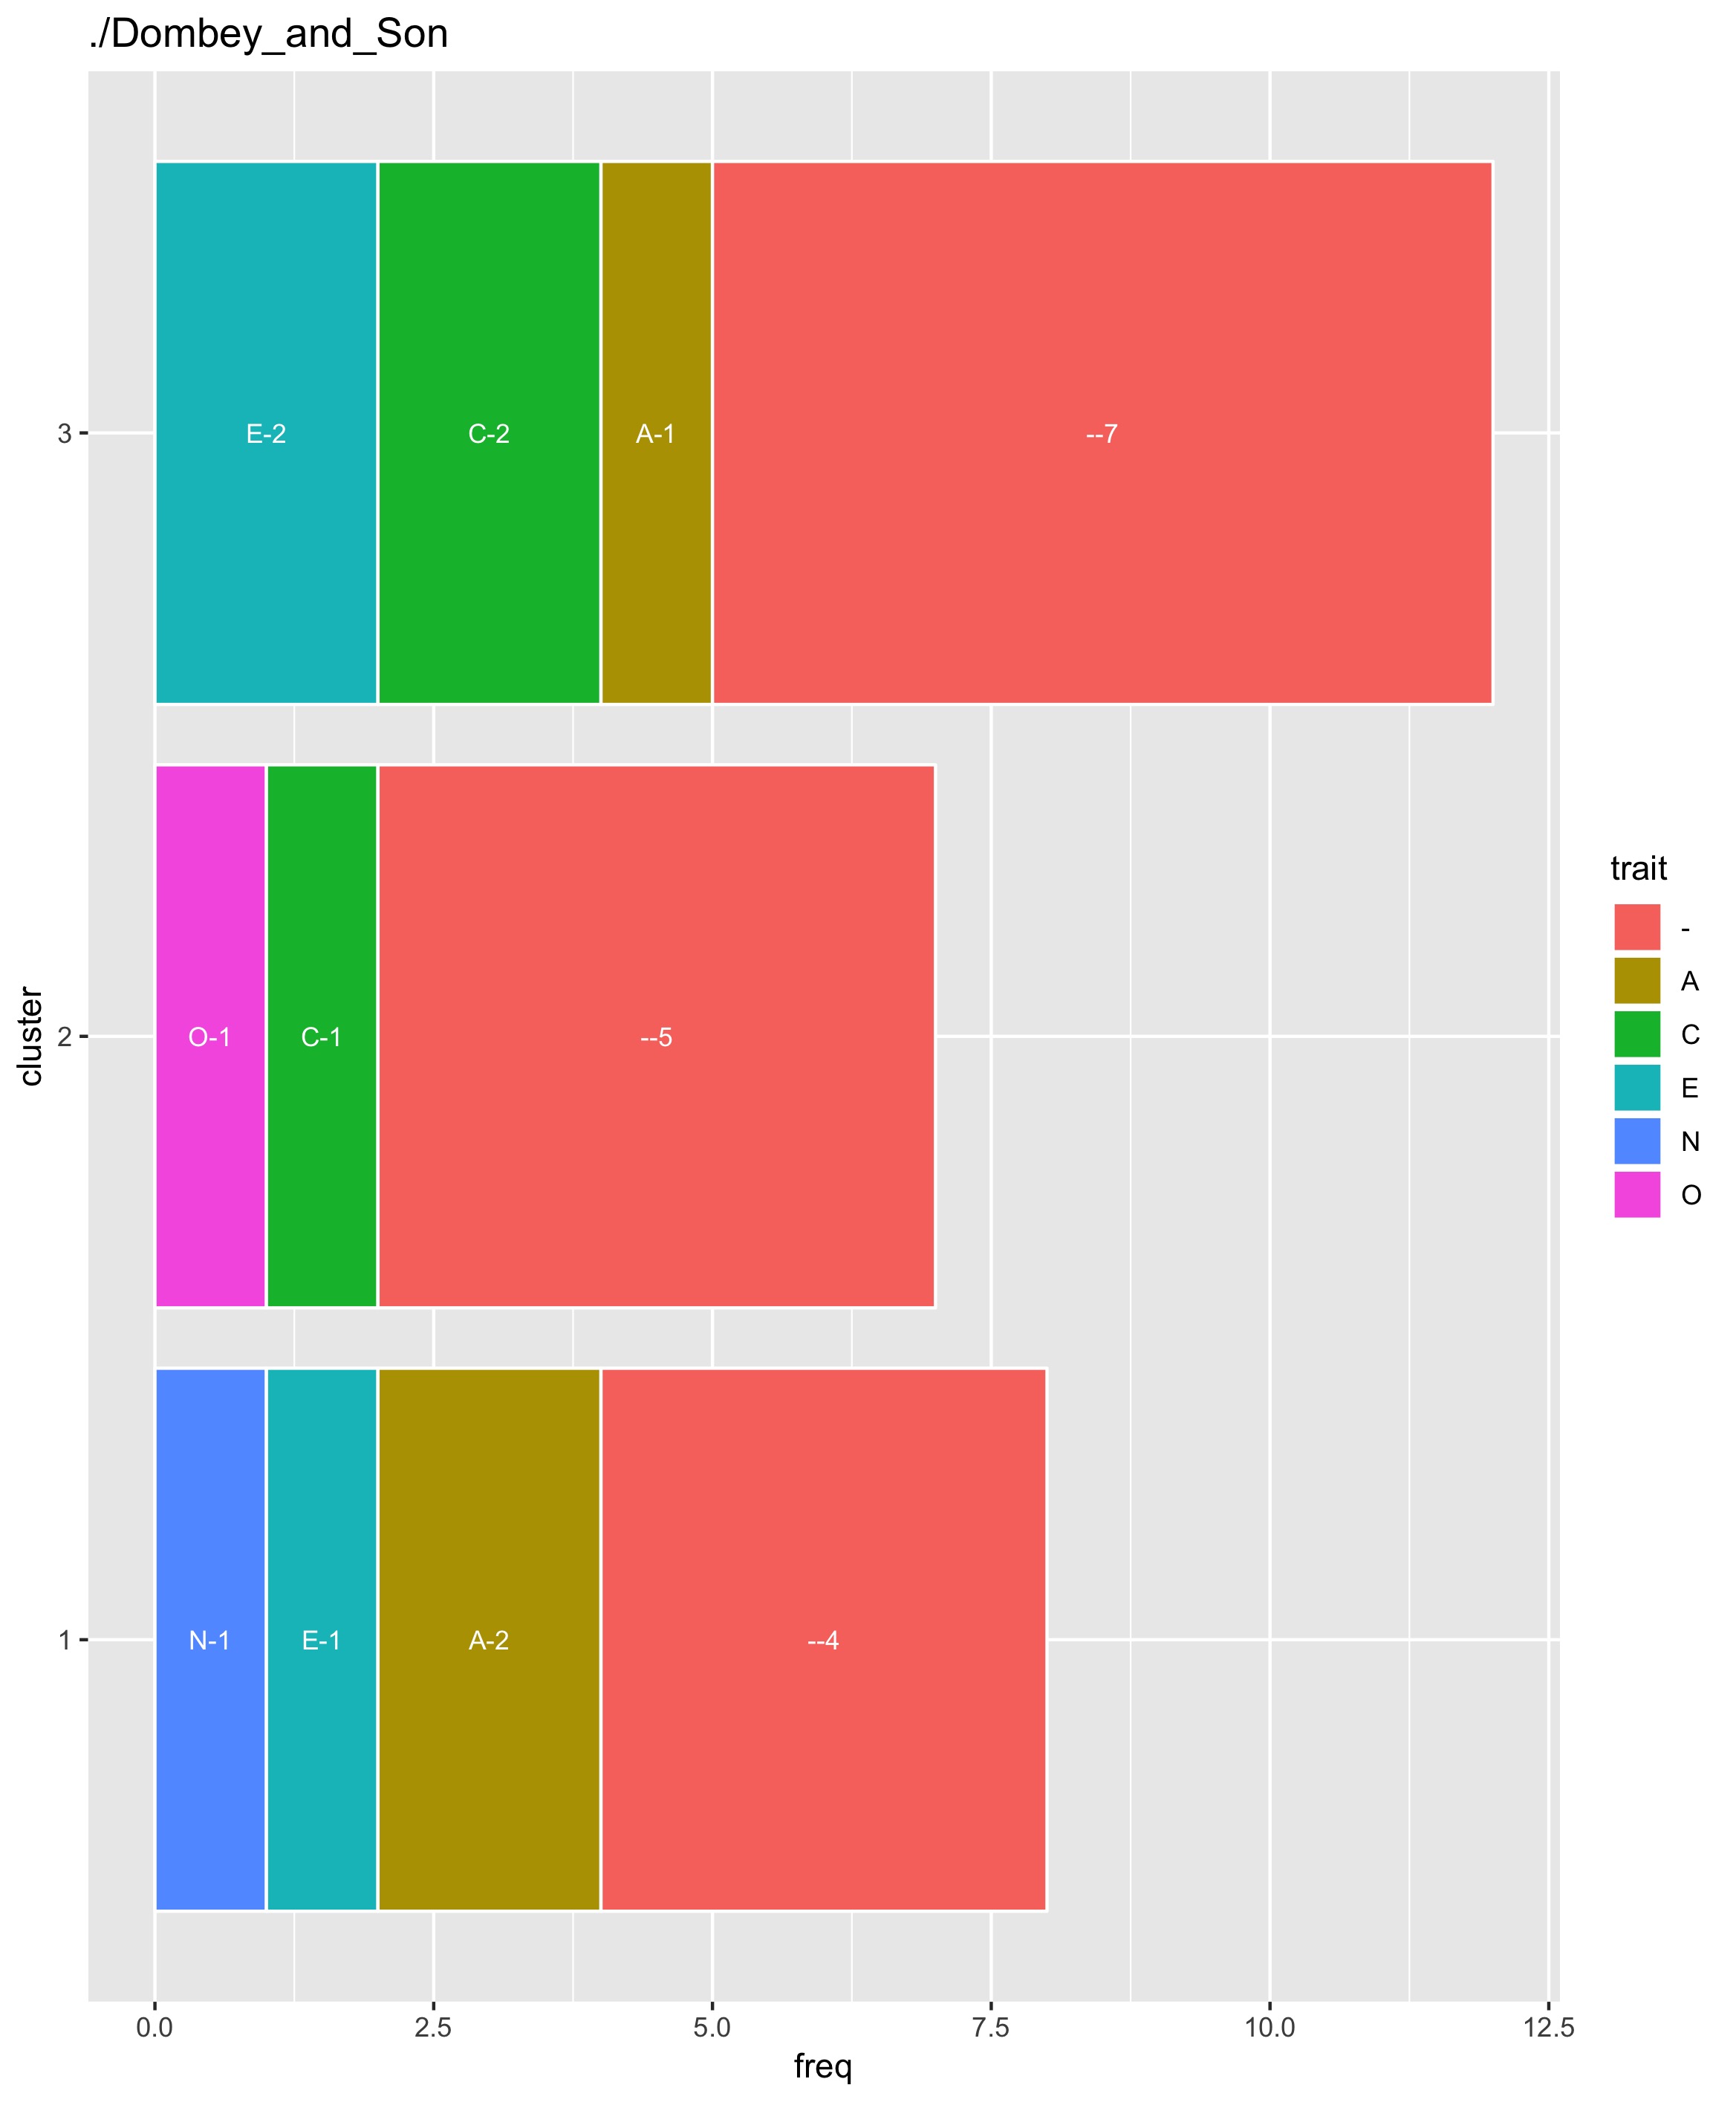 ./Dombey_and_Son
3
E-2
C-2
A-1
--7
cluster
2
O-1
C-1
--5
trait
-
A
C
E
N
O
1
N-1
E-1
A-2
--4
0.0
2.5
5.0
7.5
10.0
12.5
freq